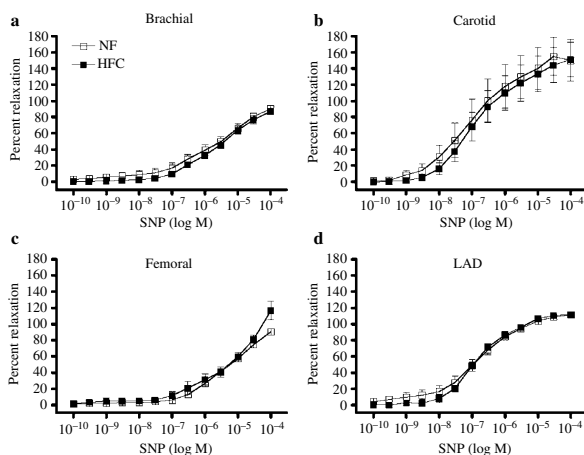 a Brachial
NF
HFC
Percent relaxation
180
160
140
120
100
80
60
40
20
0
10⁻¹⁰ 10⁻⁹ 10⁻⁸ 10⁻⁷ 10⁻⁶ 10⁻⁵ 10⁻⁴
SNP (log M)
b Carotid
Percent relaxation
180
160
140
120
100
80
60
40
20
0
10⁻¹⁰ 10⁻⁹ 10⁻⁸ 10⁻⁷ 10⁻⁶ 10⁻⁵ 10⁻⁴
SNP (log M)
c Femoral
Percent relaxation
180
160
140
120
100
80
60
40
20
0
10⁻¹⁰ 10⁻⁹ 10⁻⁸ 10⁻⁷ 10⁻⁶ 10⁻⁵ 10⁻⁴
SNP (log M)
d LAD
Percent relaxation
180
160
140
120
100
80
60
40
20
0
10⁻¹⁰ 10⁻⁹ 10⁻⁸ 10⁻⁷ 10⁻⁶ 10⁻⁵ 10⁻⁴
SNP (log M)